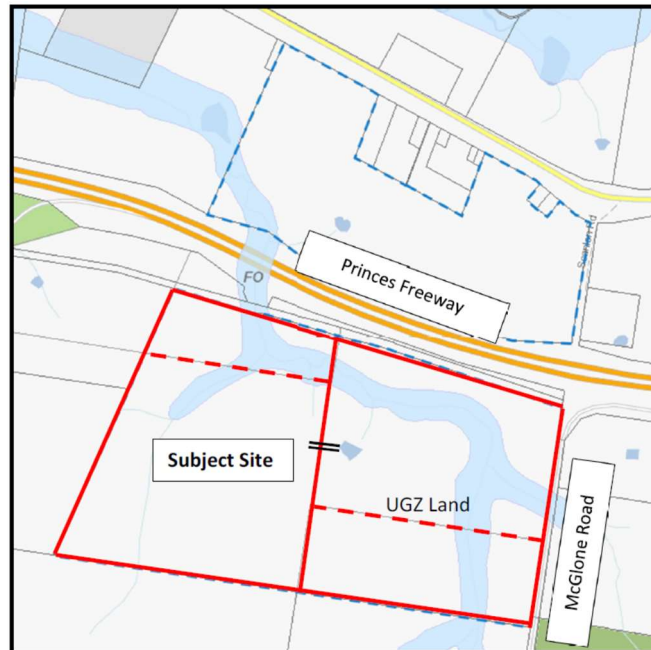 Princes Freeway
FO
Subject Site
UGZ Land
McGlone Road